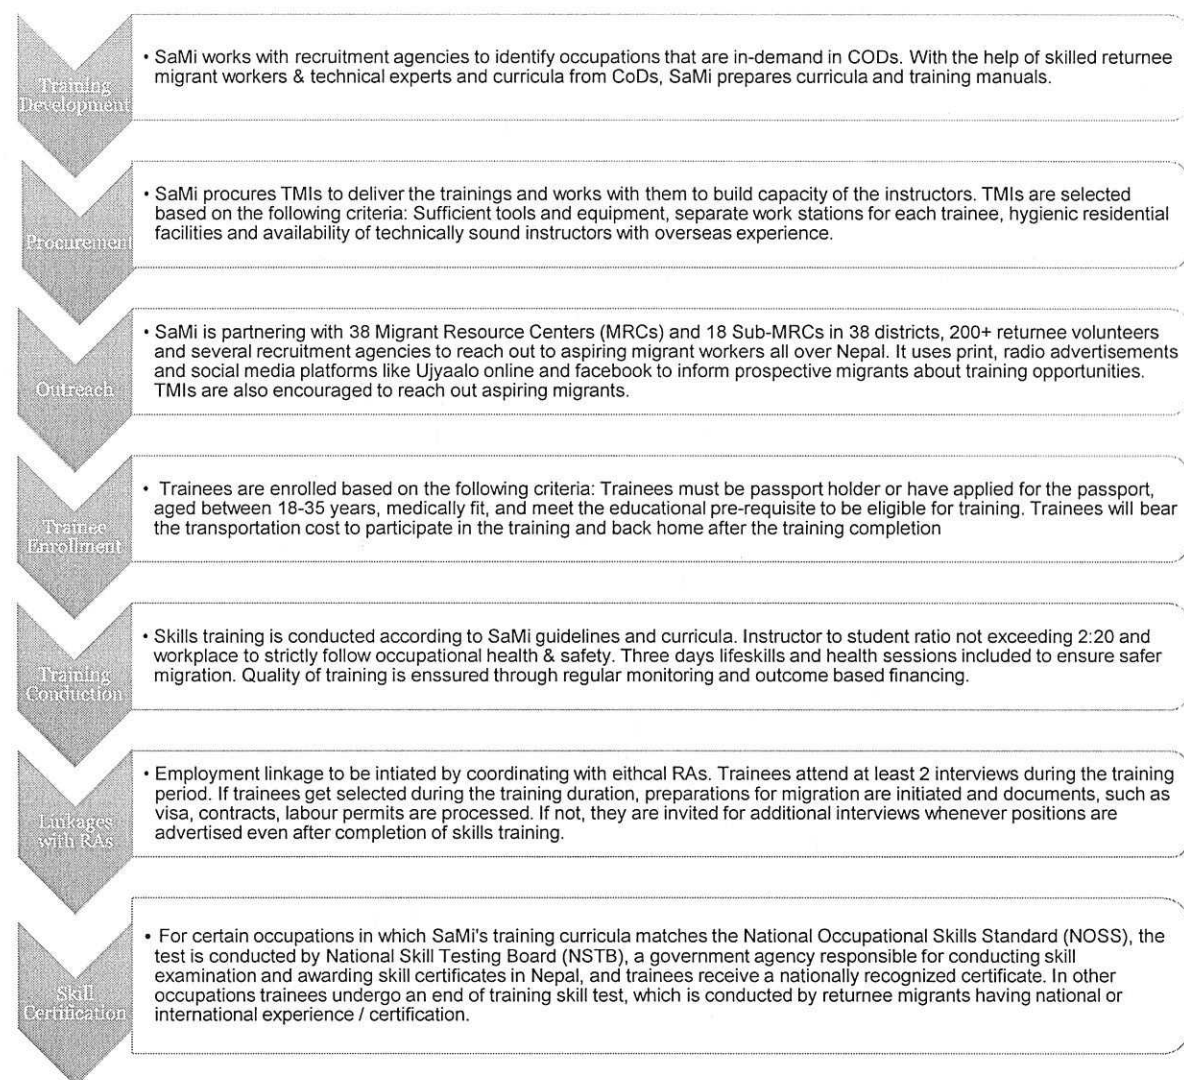 Training
Development
• SaMi works with recruitment agencies to identify occupations that are in-demand in CODs. With the help of skilled returnee
migrant workers & technical experts and curricula from CoDs, SaMi prepares curricula and training manuals.
Procurement
• SaMi procures TMIs to deliver the trainings and works with them to build capacity of the instructors. TMIs are selected
based on the following criteria: Sufficient tools and equipment, separate work stations for each trainee, hygienic residential
facilities and availability of technically sound instructors with overseas experience.
Outreach
• SaMi is partnering with 38 Migrant Resource Centers (MRCs) and 18 Sub-MRCs in 38 districts, 200+ returnee volunteers
and several recruitment agencies to reach out to aspiring migrant workers all over Nepal. It uses print, radio advertisements
and social media platforms like Ujyaalo online and facebook to inform prospective migrants about training opportunities.
TMIs are also encouraged to reach out aspiring migrants.
Trainee
Enrollment
• Trainees are enrolled based on the following criteria: Trainees must be passport holder or have applied for the passport,
aged between 18-35 years, medically fit, and meet the educational pre-requisite to be eligible for training. Trainees will bear
the transportation cost to participate in the training and back home after the training completion
Training
Conduction
• Skills training is conducted according to SaMi guidelines and curricula. Instructor to student ratio not exceeding 2:20 and
workplace to strictly follow occupational health & safety. Three days lifeskills and health sessions included to ensure safer
migration. Quality of training is enssured through regular monitoring and outcome based financing.
Linkages
with RAs
• Employment linkage to be intiated by coordinating with eithcal RAs. Trainees attend at least 2 interviews during the training
period. If trainees get selected during the training duration, preparations for migration are initiated and documents, such as
visa, contracts, labour permits are processed. If not, they are invited for additional interviews whenever positions are
advertised even after completion of skills training.
Skill
Certification
• For certain occupations in which SaMi's training curricula matches the National Occupational Skills Standard (NOSS), the
test is conducted by National Skill Testing Board (NSTB), a government agency responsible for conducting skill
examination and awarding skill certificates in Nepal, and trainees receive a nationally recognized certificate. In other
occupations trainees undergo an end of training skill test, which is conducted by returnee migrants having national or
international experience / certification.